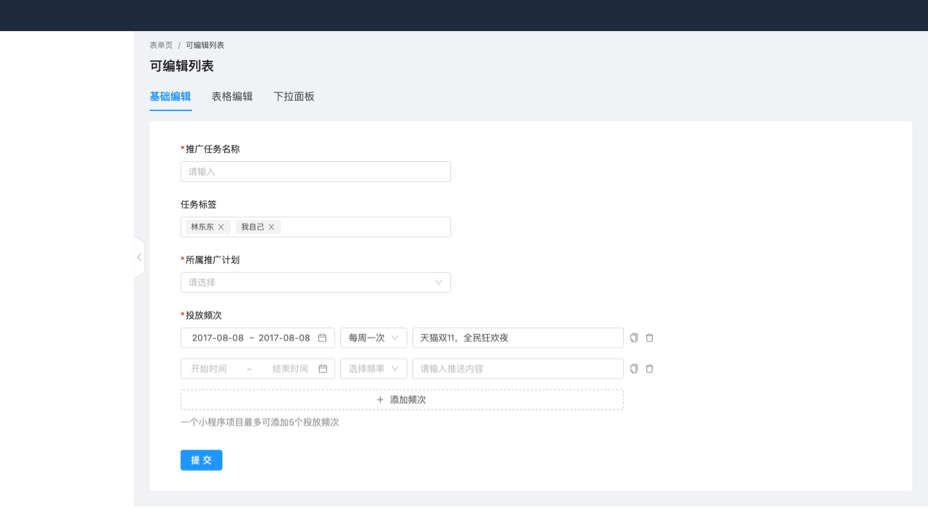 表单页 / 可编辑列表
可编辑列表
基础编辑 表格编辑 下拉面板
*推广任务名称
请输入
任务标签
林东东 × 我自己 ×
*所属推广计划
请选择
*投放频次
2017-08-08 ~ 2017-08-08 每周一次 天猫双11，全民狂欢夜
开始时间 ~ 结束时间 选择频率 请输入推送内容
+ 添加频次
一个小程序项目最多可添加5个投放频次
提 交